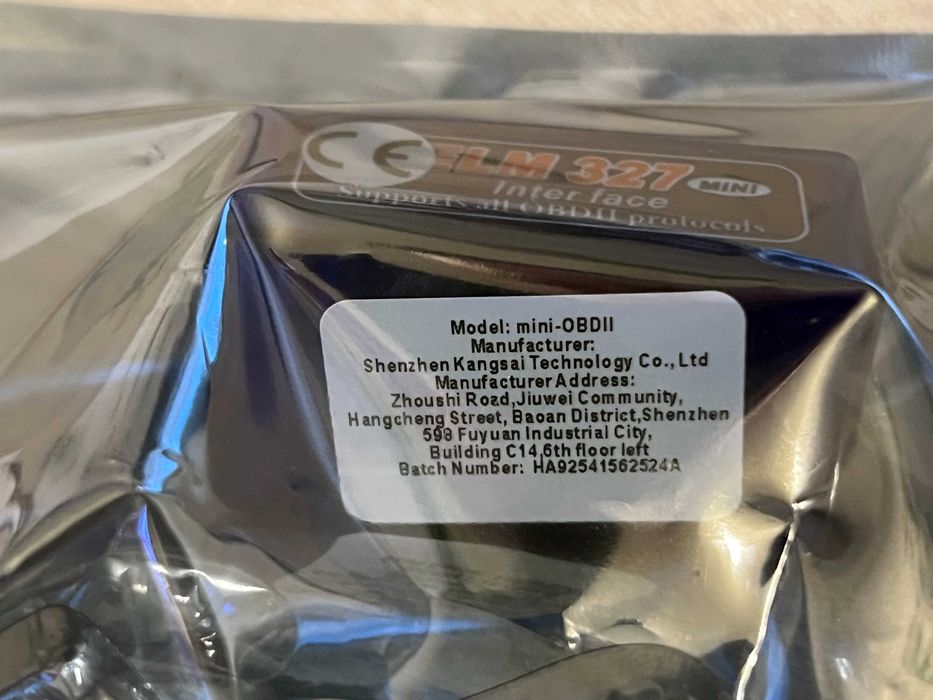 CE ELM 327 MINI
Inter face
Supports all OBDII protocols
Model: mini-OBDII
Manufacturer:
Shenzhen Kangsai Technology Co., Ltd
Manufacturer Address:
Zhoushi Road,Jiuwei Community,
Hangcheng Street, Baoan District,Shenzhen
598 Fuyuan Industrial City,
Building C14,6th floor left
Batch Number: HA92541562524A